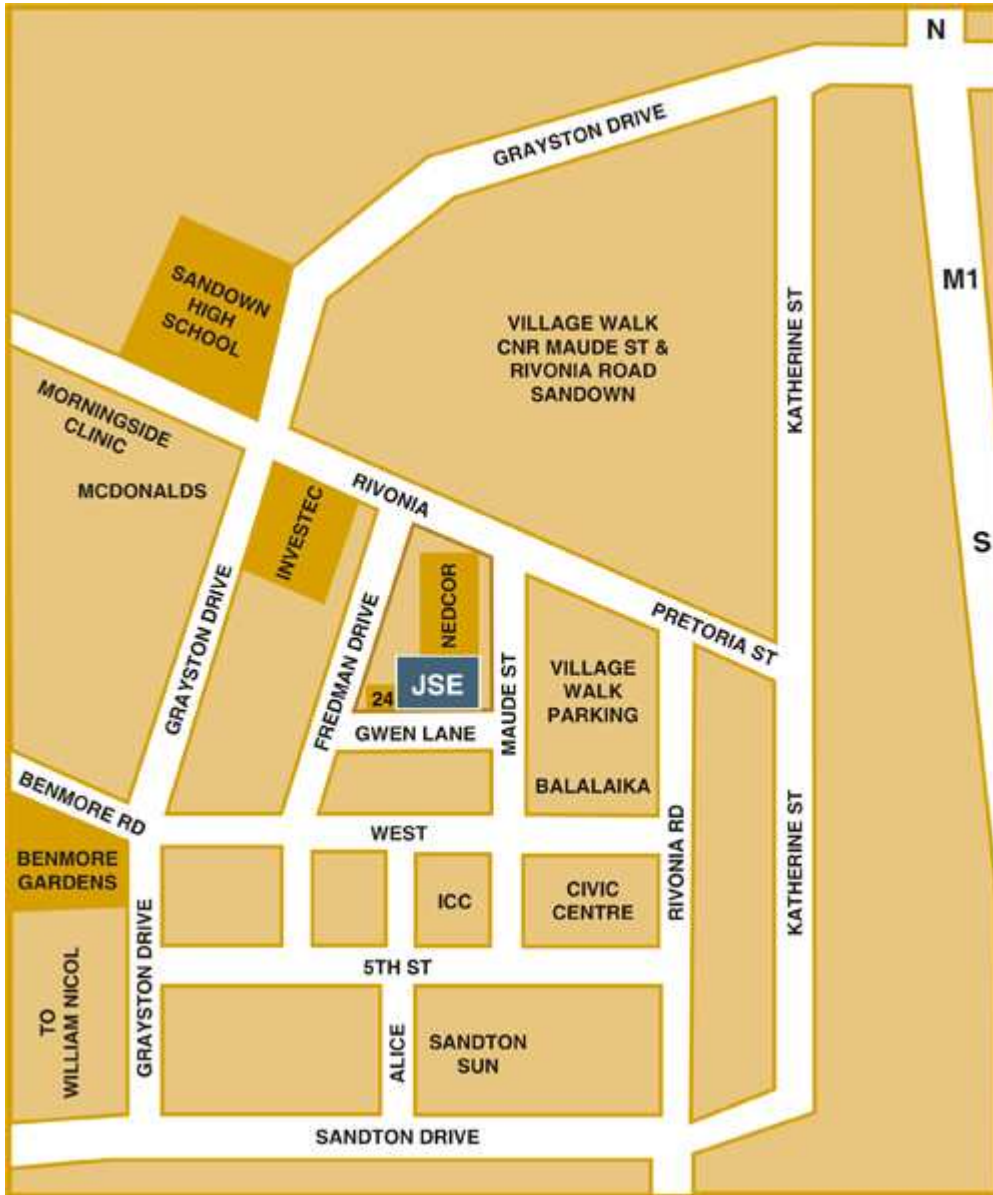 N
GRAYSTON DRIVE
SANDOWN
HIGH
SCHOOL
M1
KATHERINE ST
VILLAGE WALK
CNR MAUDE ST &
RIVONIA ROAD
SANDOWN
MORNINGSIDE
CLINIC
MCDONALDS
RIVONIA
INVESTEC
S
GRAYSTON DRIVE
FREDMAN DRIVE
NEDCOR
PRETORIA ST
MAUDE ST
VILLAGE
WALK
PARKING
JSE
24
GWEN LANE
BENMORE RD
BALALAIKA
KATHERINE ST
WEST
RIVONIA RD
BENMORE
GARDENS
ICC
CIVIC
CENTRE
GRAYSTON DRIVE
5TH ST
TO
WILLIAM NICOL
ALICE
SANDTON
SUN
SANDTON DRIVE